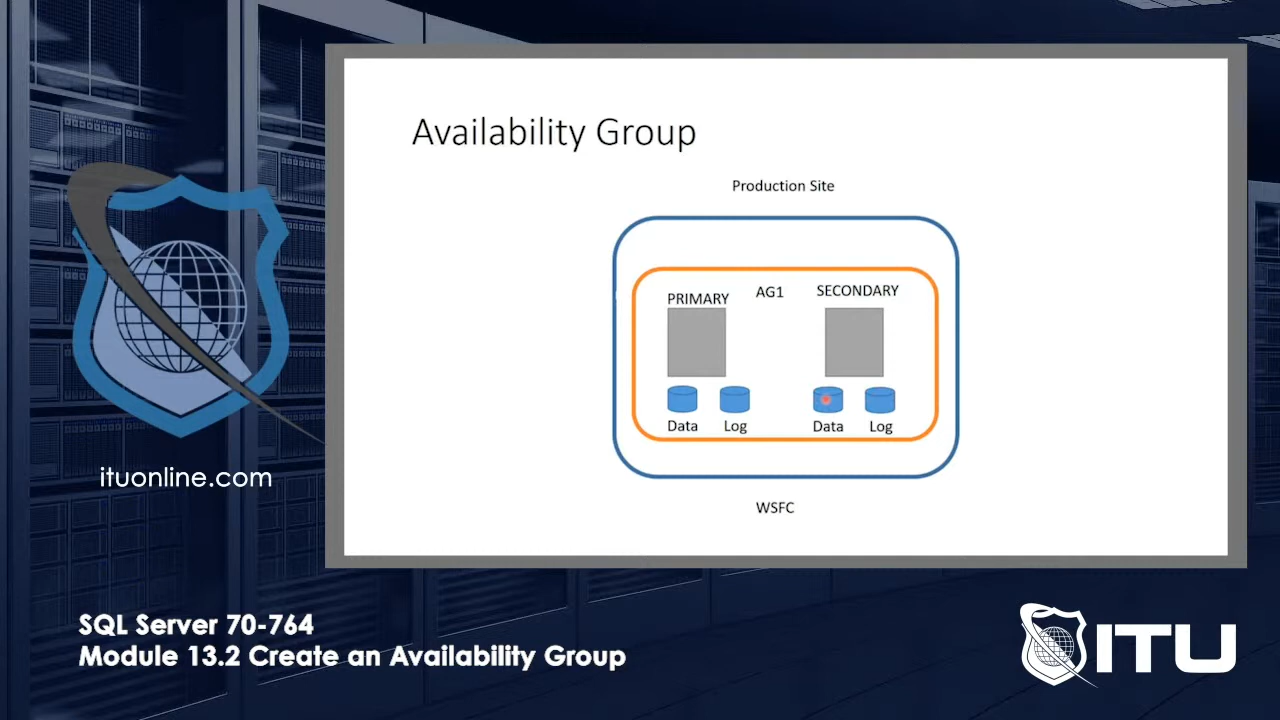 Availability Group
Production Site
PRIMARY AG1 SECONDARY
Data Log Data Log
WSFC
ituonline.com
SQL Server 70-764
Module 13.2 Create an Availability Group
ITU